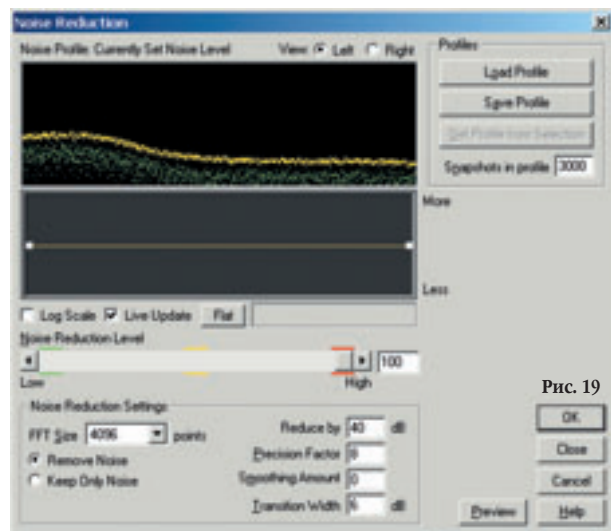 Noise Reduction
Noise Profile: Currently Set Noise Level View: Left Right
Profiles
Load Profile
Save Profile
Get Profile from Selection
Snapshots in profile 3000
More
Less
Log Scale Live Update Flat
Noise Reduction Level
100
Low High
Рис. 19
Noise Reduction Settings
FFT Size 4096 points
Remove Noise
Keep Only Noise
Reduce by 40 dB
Precision Factor 8
Smoothing Amount 0
Transition Width 6 dB
OK
Close
Cancel
Preview Help